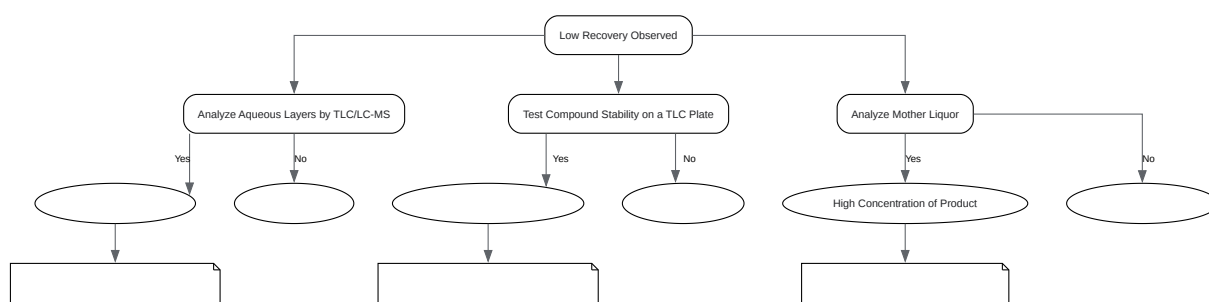 Low Recovery Observed
Analyze Aqueous Layers by TLC/LC-MS
Test Compound Stability on a TLC Plate
Analyze Mother Liquor
Yes
No
Yes
No
Yes
No
High Concentration of Product